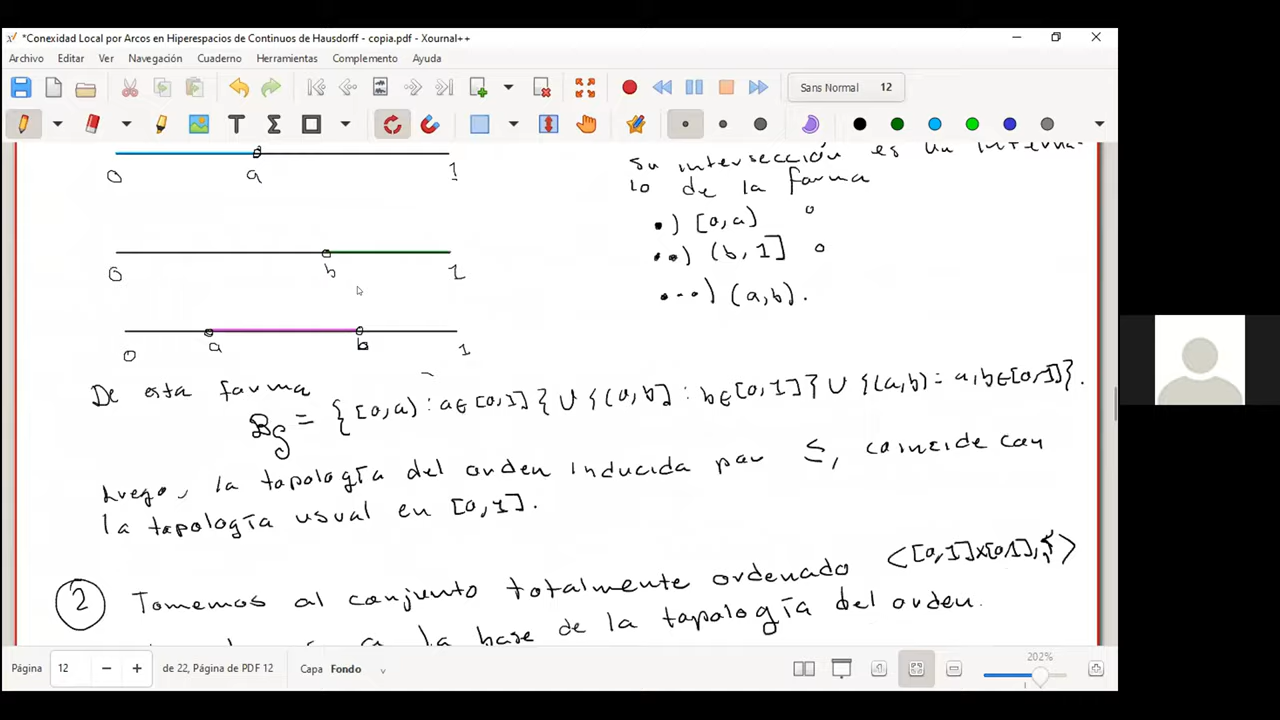 *Conexidad Local por Arcos en Hiperespacios de Continuos de Hausdorff - copia.pdf - Xournal++
Archivo Editar Ver Navegación Cuaderno Herramientas Complemento Ayuda
Sans Normal 12
0 a 1
0 b 1
0 a b 1
su intersección es un interva-
lo de la forma
•) [0,a) o
••) (b,1] o
•••) (a,b).
De esta forma
= {[0,a) : a∈[0,1]} ∪ {(0,b] : b∈[0,1]} ∪ {(a,b) : a,b∈[0,1]}.
Luego, la topología del orden inducida por ≤, coincide con
la topología usual en [0,1].
2 Tomemos al conjunto totalmente ordenado <[0,1]x[0,1], >
a la base de la topología del orden.
Página 12 de 22, Página de PDF 12 Capa Fondo 202%